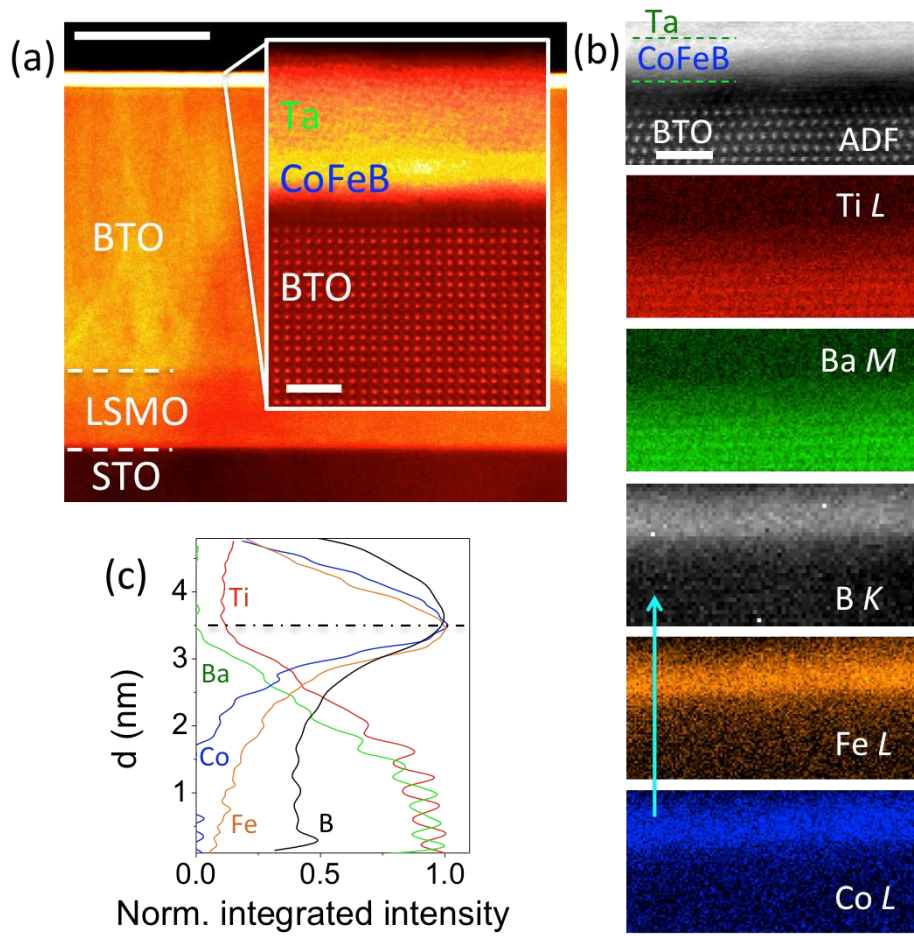 (a)
Ta
CoFeB
BTO
BTO
LSMO
STO
(b)
Ta
CoFeB
BTO
ADF
Ti L
Ba M
B K
Fe L
Co L
(c)
Ti
Ba
Co
Fe
B
4
3
2
1
d (nm)
0.0 0.5 1.0
Norm. integrated intensity